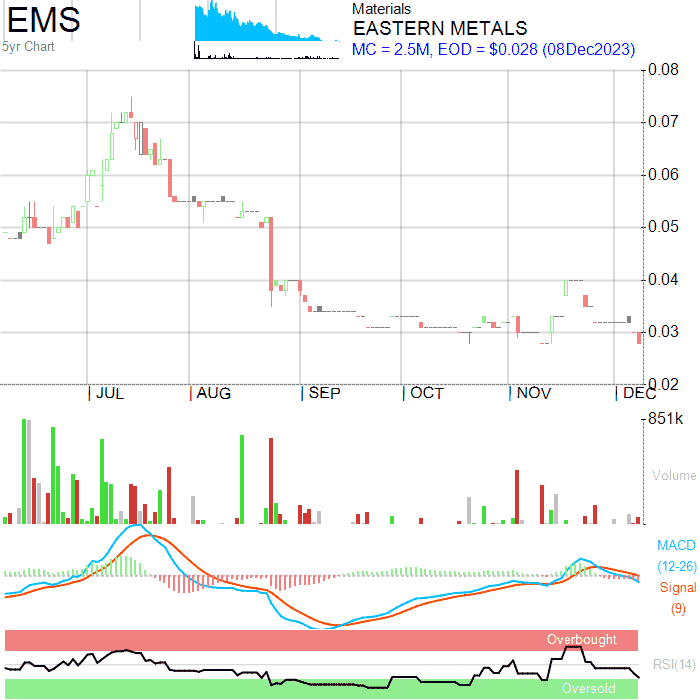 EMS
5yr Chart
Materials
EASTERN METALS
MC = 2.5M, EOD = $0.028 (08Dec2023)
0.08
0.07
0.06
0.05
0.04
0.03
0.02
JUL AUG SEP OCT NOV DEC
851k
Volume
MACD
(12-26)
Signal
(9)
Overbought
RSI(14)
Oversold